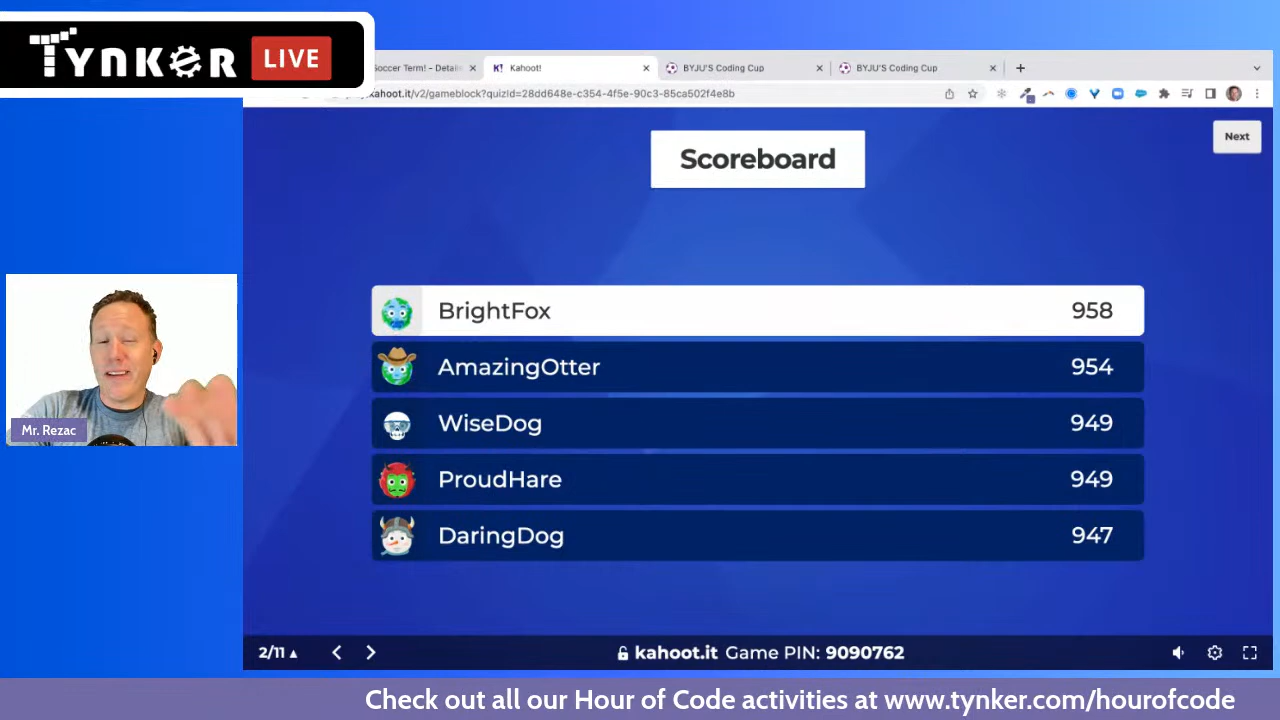 TYNKER LIVE
Soccer Term! - Details
K! Kahoot!
BYJU'S Coding Cup
BYJU'S Coding Cup
kahoot.it/v2/gameblock?quizId=28dd648e-c354-4f5e-90c3-85ca502f4e8b
Scoreboard
Next
BrightFox 958
AmazingOtter 954
WiseDog 949
ProudHare 949
DaringDog 947
Mr. Rezac
2/11
kahoot.it Game PIN: 9090762
Check out all our Hour of Code activities at www.tynker.com/hourofcode